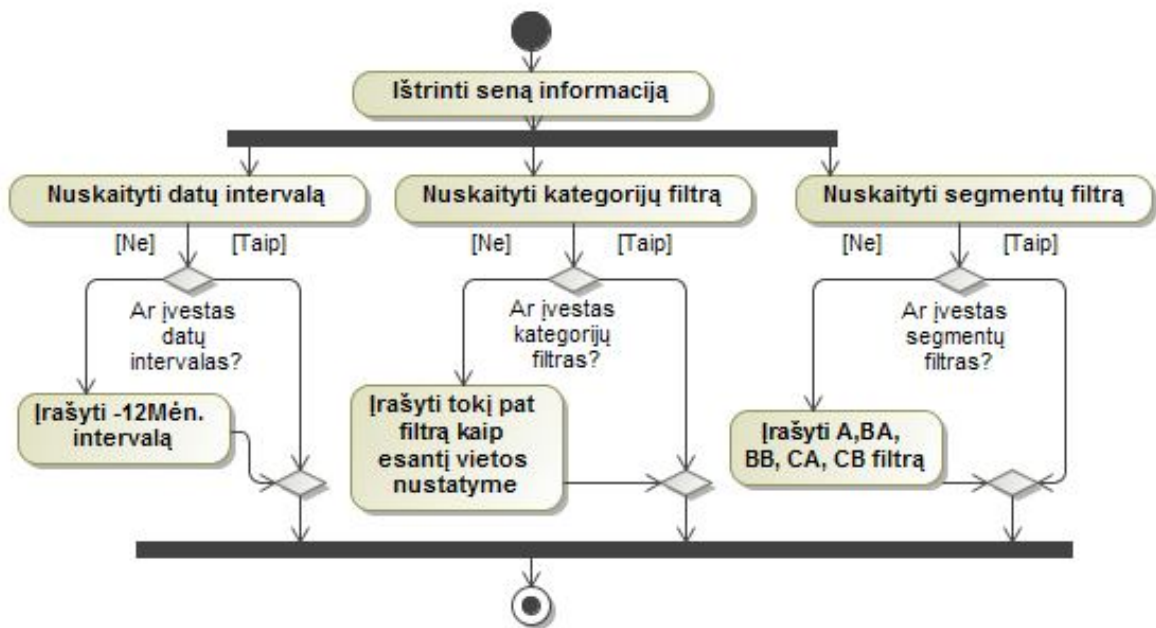 Ištrinti seną informaciją
Nuskaityti datų intervalą
Nuskaityti kategorijų filtrą
Nuskaityti segmentų filtrą
[Ne]
[Taip]
[Ne]
[Taip]
[Ne]
[Taip]
Ar įvestas
datų
intervalas?
Ar įvestas
kategorijų
filtras?
Ar įvestas
segmentų
filtras?
Įrašyti -12Mėn.
intervalą
Įrašyti tokį pat
filtrą kaip
esantį vietos
nustatyme
Įrašyti A,BA,
BB, CA, CB filtrą